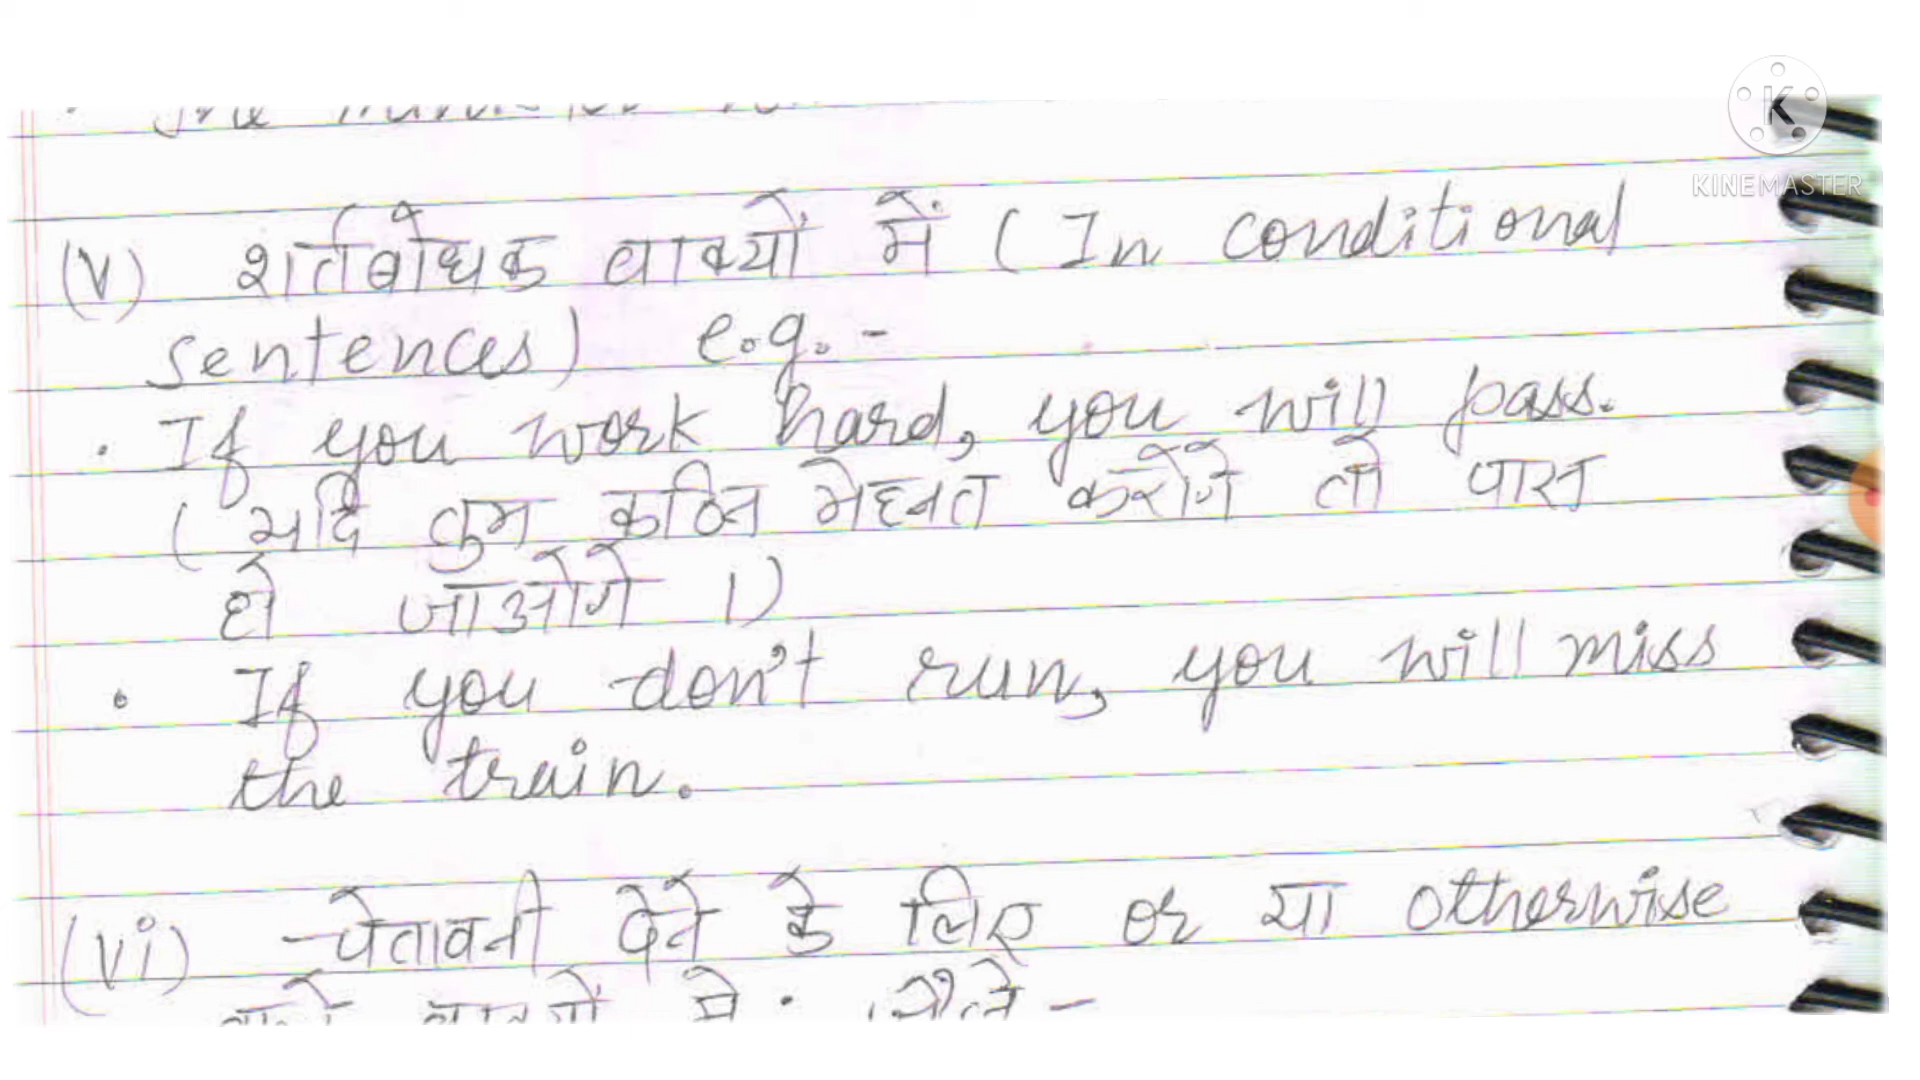 KINEMASTER
(v) शर्तबोधक वाक्यों में (In conditional
sentences) e.g. -
• If you work hard, you will pass.
( यदि तुम कठिन मेहनत करोगे तो पास
हो जाओगे ।)
• If you don't run, you will miss
the train.
(vi) चेतावनी देने के लिए or या otherwise
वाले वाक्यों में. जैसे -